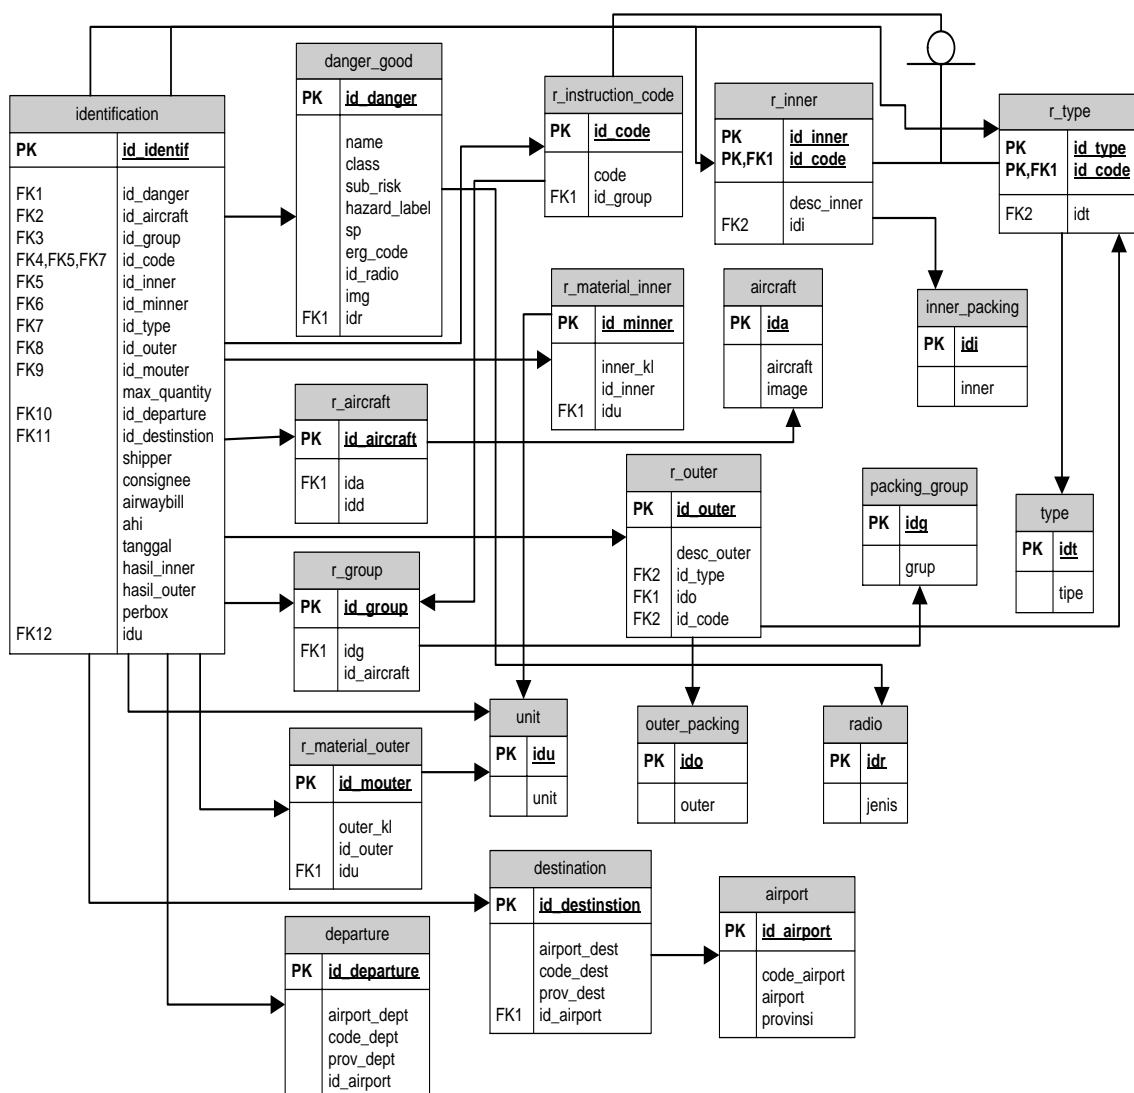 identification
PK id_identif
FK1 id_danger
FK2 id_aircraft
FK3 id_group
FK4,FK5,FK7 id_code
FK5 id_inner
FK6 id_minner
FK7 id_type
FK8 id_outer
FK9 id_mouter
max_quantity
FK10 id_departure
FK11 id_destinstion
shipper
consignee
airwaybill
ahi
tanggal
hasil_inner
hasil_outer
perbox
FK12 idu
danger_good
PK id_danger
name
class
sub_risk
hazard_label
sp
erg_code
id_radio
img
FK1 idr
r_instruction_code
PK id_code
code
FK1 id_group
r_inner
PK id_inner
PK,FK1 id_code
desc_inner
FK2 idi
r_type
PK id_type
PK,FK1 id_code
FK2 idt
r_material_inner
PK id_minner
inner_kl
id_inner
FK1 idu
aircraft
PK ida
aircraft
image
inner_packing
PK idi
inner
r_aircraft
PK id_aircraft
FK1 ida
idd
r_outer
PK id_outer
desc_outer
FK2 id_type
FK1 ido
FK2 id_code
packing_group
PK idg
grup
type
PK idt
tipe
r_group
PK id_group
FK1 idg
id_aircraft
unit
PK idu
unit
outer_packing
PK ido
outer
radio
PK idr
jenis
r_material_outer
PK id_mouter
outer_kl
id_outer
FK1 idu
destination
PK id_destinstion
airport_dest
code_dest
prov_dest
FK1 id_airport
airport
PK id_airport
code_airport
airport
provinsi
departure
PK id_departure
airport_dept
code_dept
prov_dept
id_airport